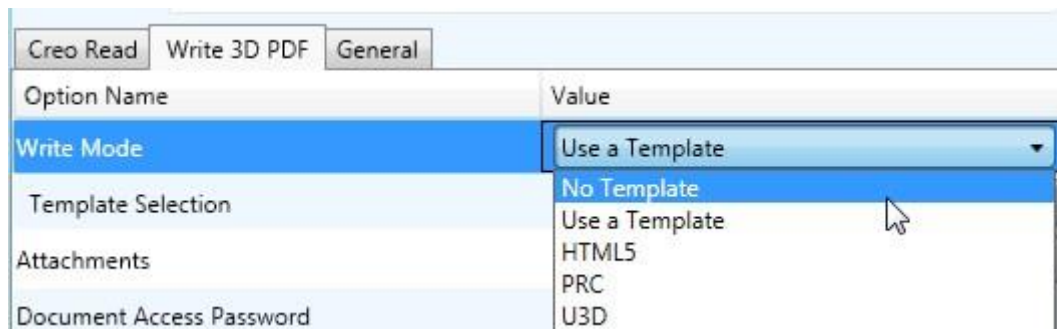 Creo Read Write 3D PDF General
Option Name Value
Write Mode Use a Template
No Template
Template Selection Use a Template
HTML5
Attachments
PRC
Document Access Password U3D